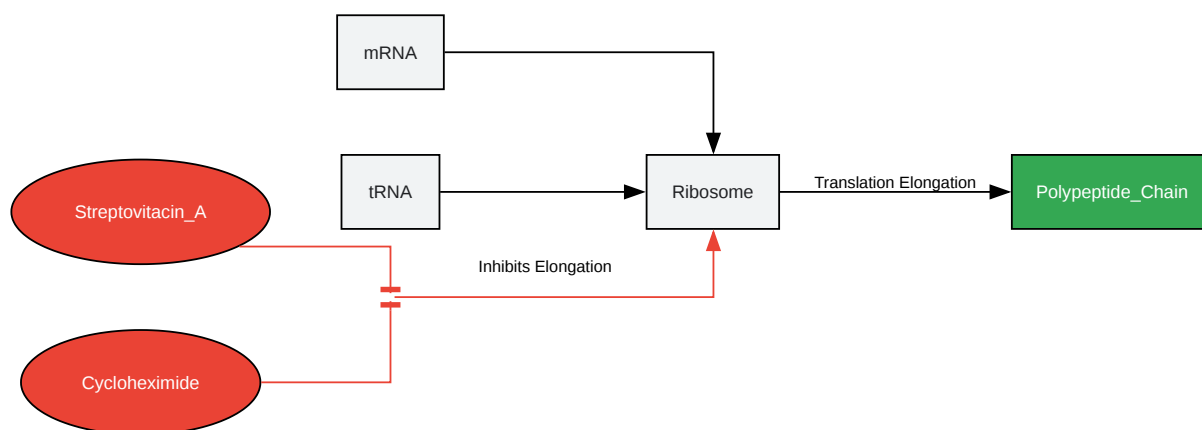 mRNA
tRNA
Ribosome
Translation Elongation
Polypeptide_Chain
Streptovitacin_A
Inhibits Elongation
Cycloheximide